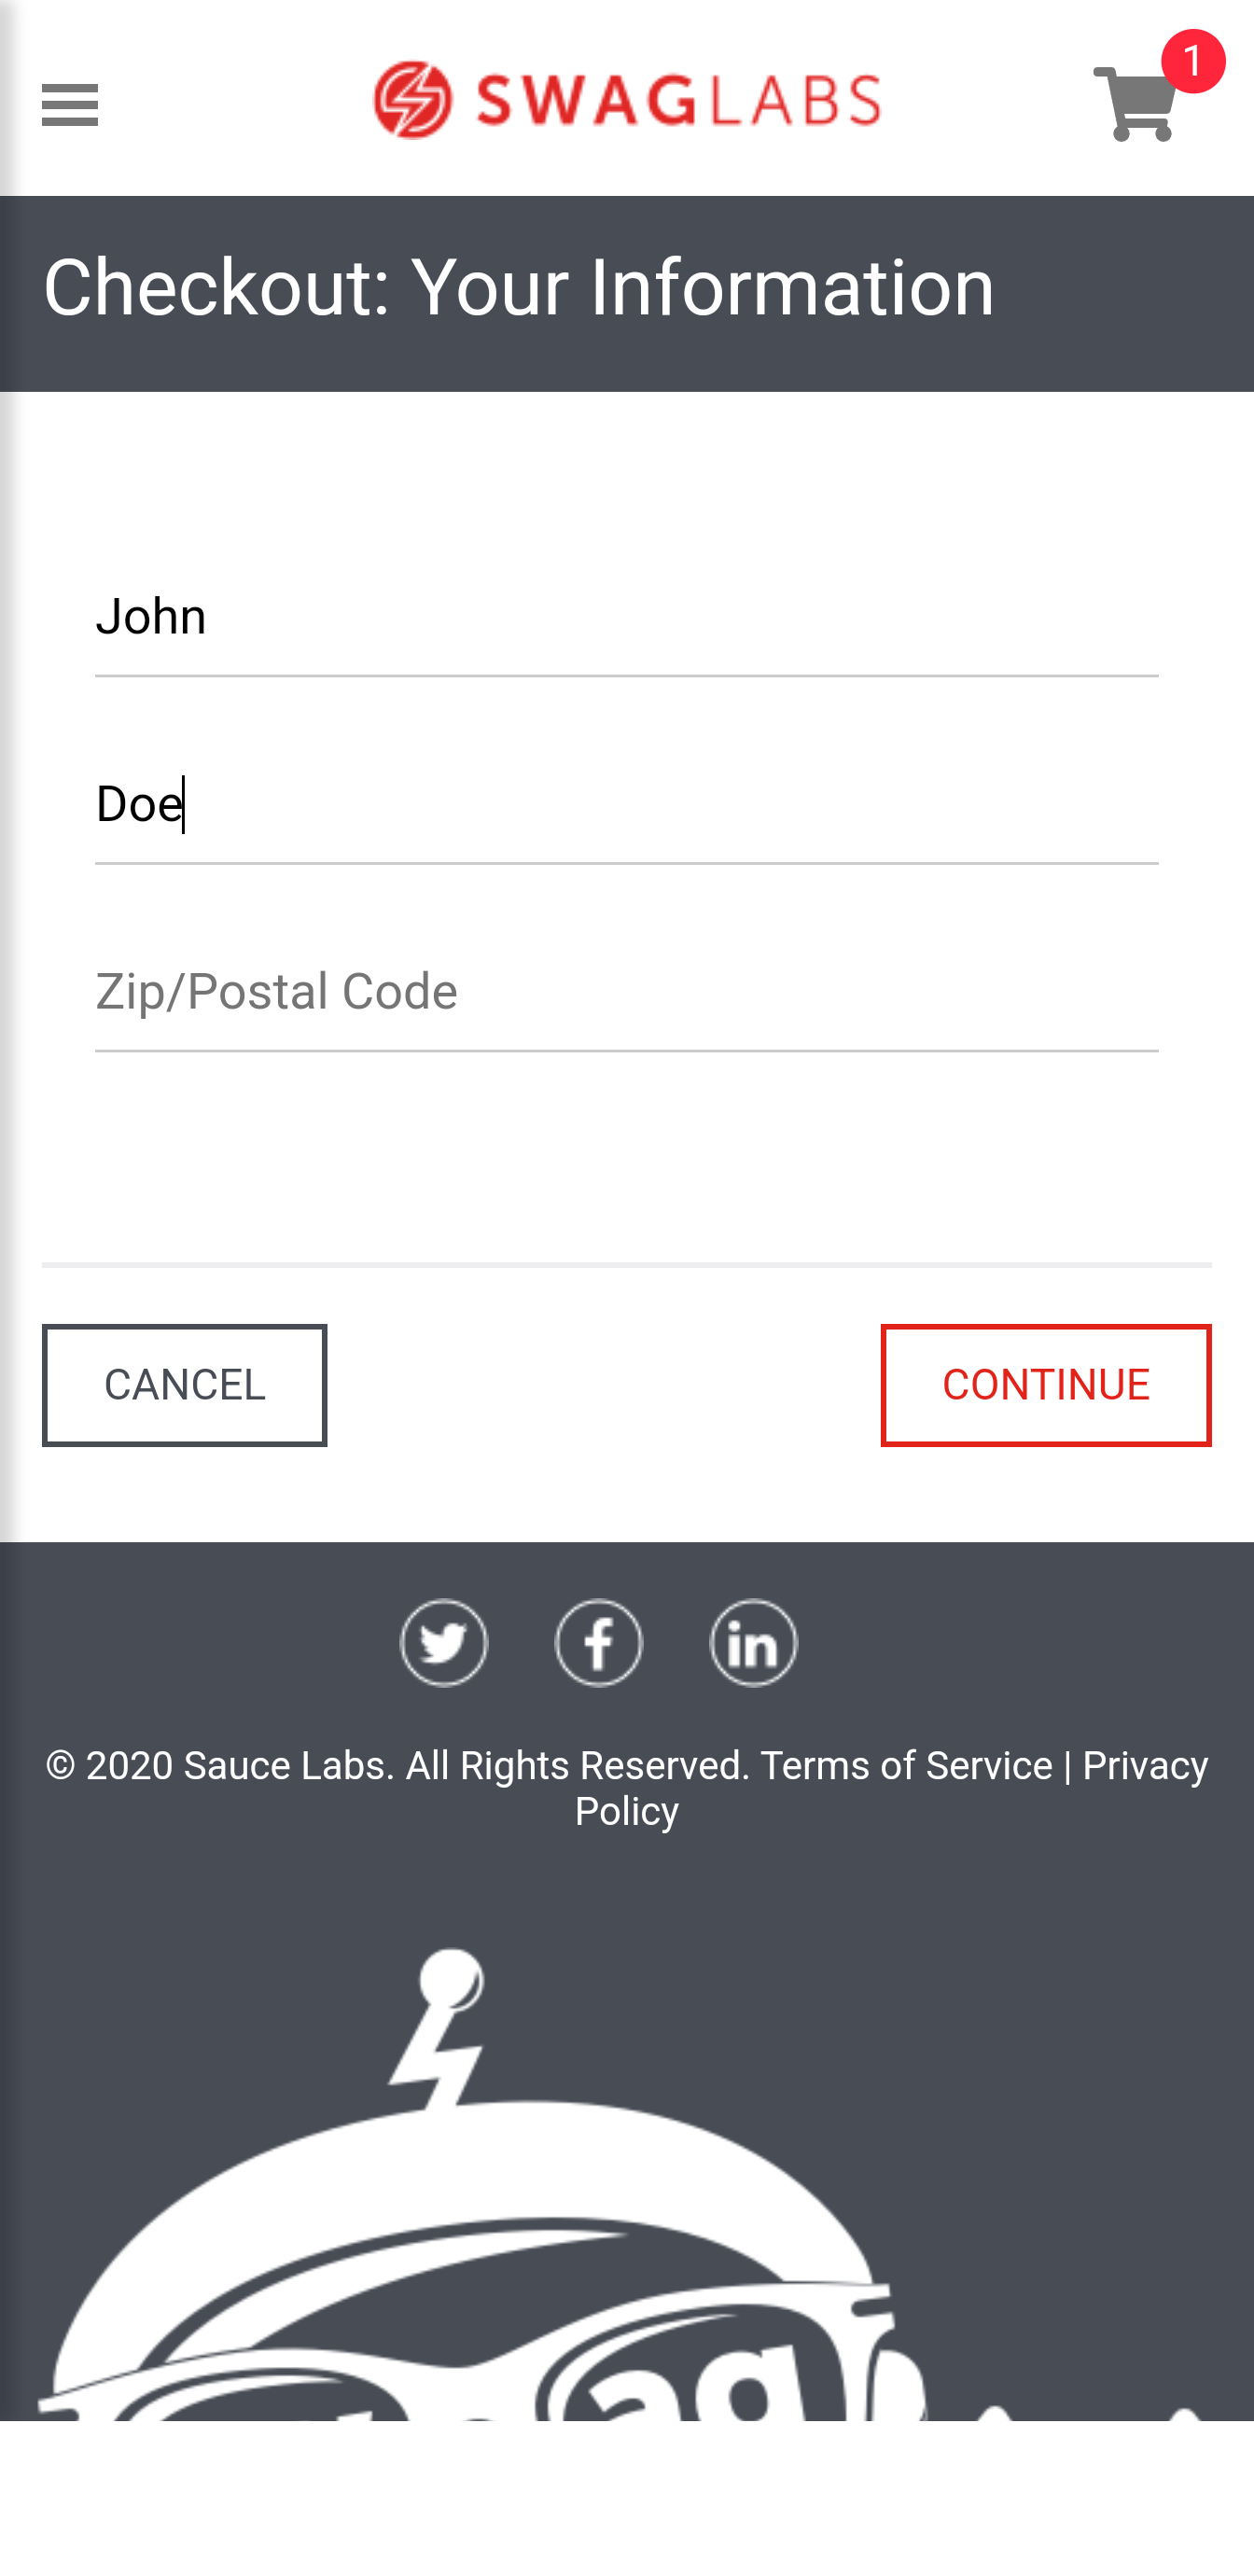 SWAGLABS
1
Checkout: Your Information
John
Doe
Zip/Postal Code
CANCEL
CONTINUE
© 2020 Sauce Labs. All Rights Reserved. Terms of Service | Privacy
Policy